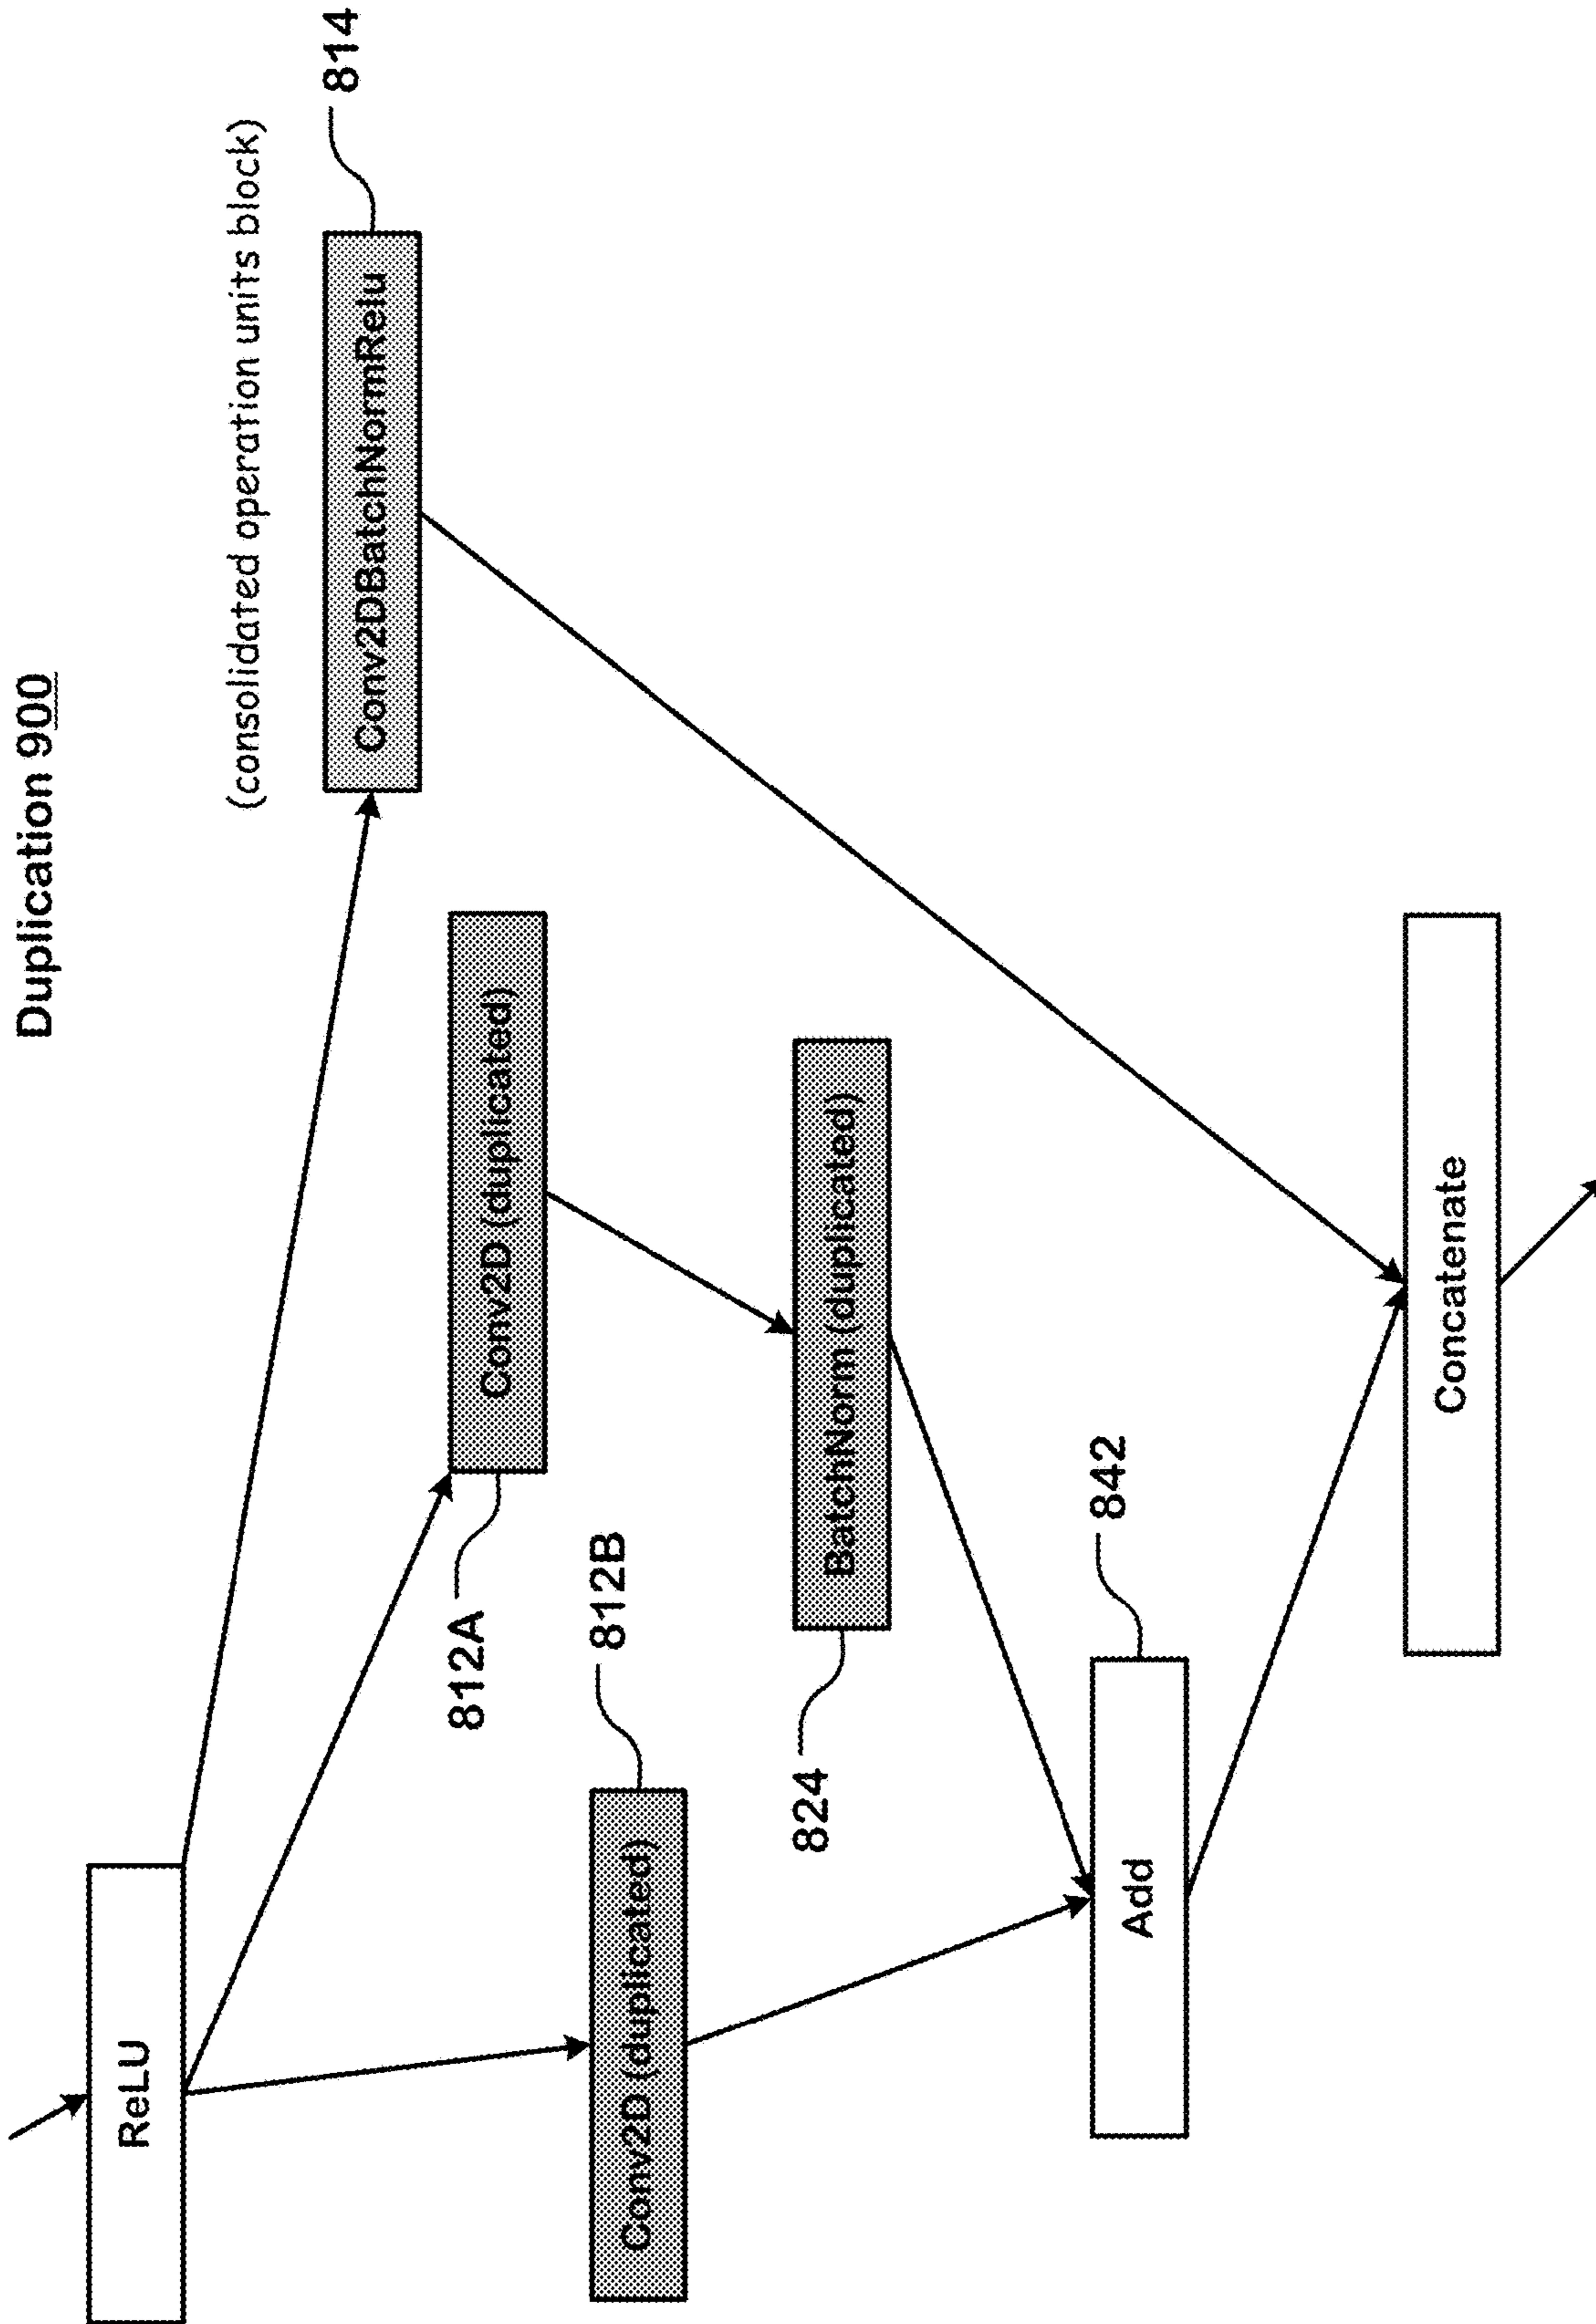 Duplication 900
ReLU
(consolidated operation units block)
Conv2DBatchNormRelu
814
812A
Conv2D (duplicated)
Conv2D (duplicated)
812B
824
BatchNorm (duplicated)
Add
842
Concatenate